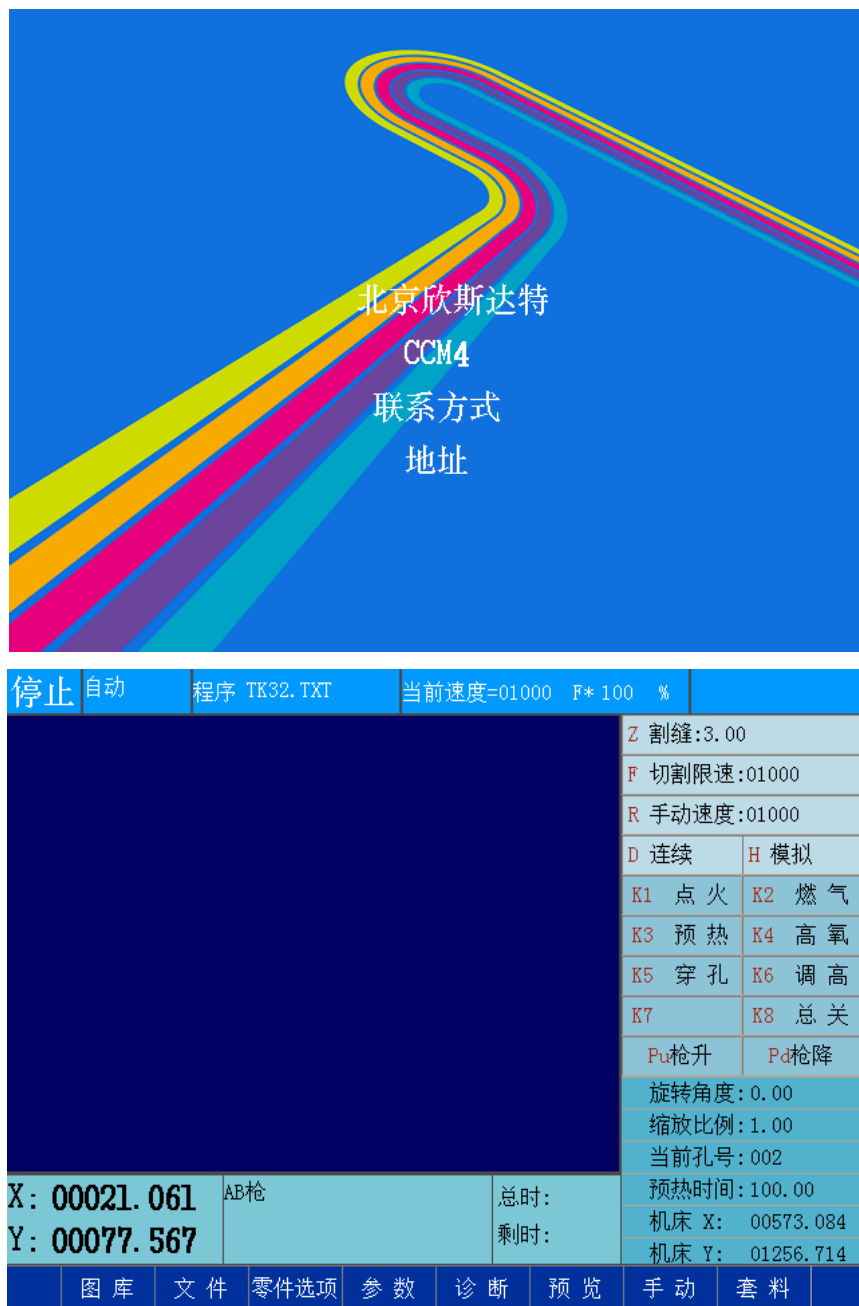 北京欣斯达特
CCM4
联系方式
地址
停止 自动 程序 TK32.TXT 当前速度=01000 F*100 %
Z 割缝:3.00
F 切割限速:01000
R 手动速度:01000
D 连续 H 模拟
K1 点火 K2 燃气
K3 预热 K4 高氧
K5 穿孔 K6 调高
K7 K8 总关
Pu枪升 Pd枪降
旋转角度:0.00
缩放比例:1.00
当前孔号:002
预热时间:100.00
机床 X: 00573.084
机床 Y: 01256.714
X: 00021.061 AB枪 总时:
Y: 00077.567 剩时:
图库 文件 零件选项 参数 诊断 预览 手动 套料